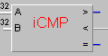 32 A iCMP >
32 B <
=